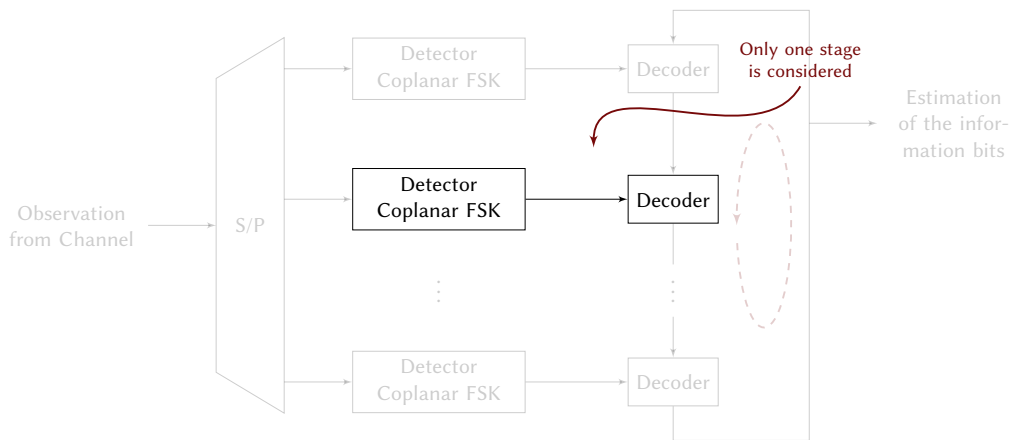 Detector
Coplanar FSK
Decoder
Only one stage
is considered
Estimation
of the infor-
mation bits
Detector
Coplanar FSK
Decoder
Observation
from Channel
S/P
Detector
Coplanar FSK
Decoder